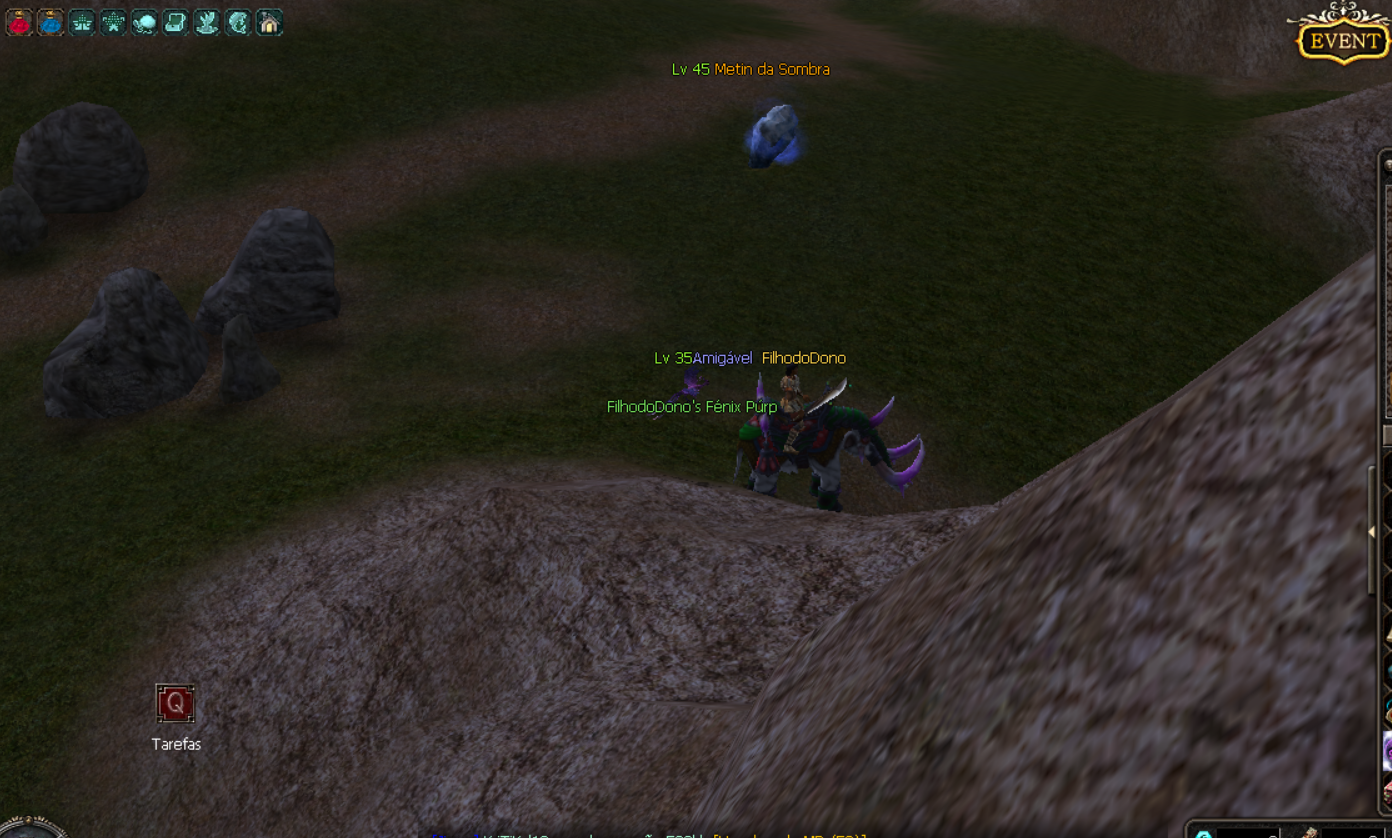 EVENT
Lv 45 Metin da Sombra
Lv 35Amigável FilhodoDono
FilhodoDono's Fénix Púrp
Q
Tarefas